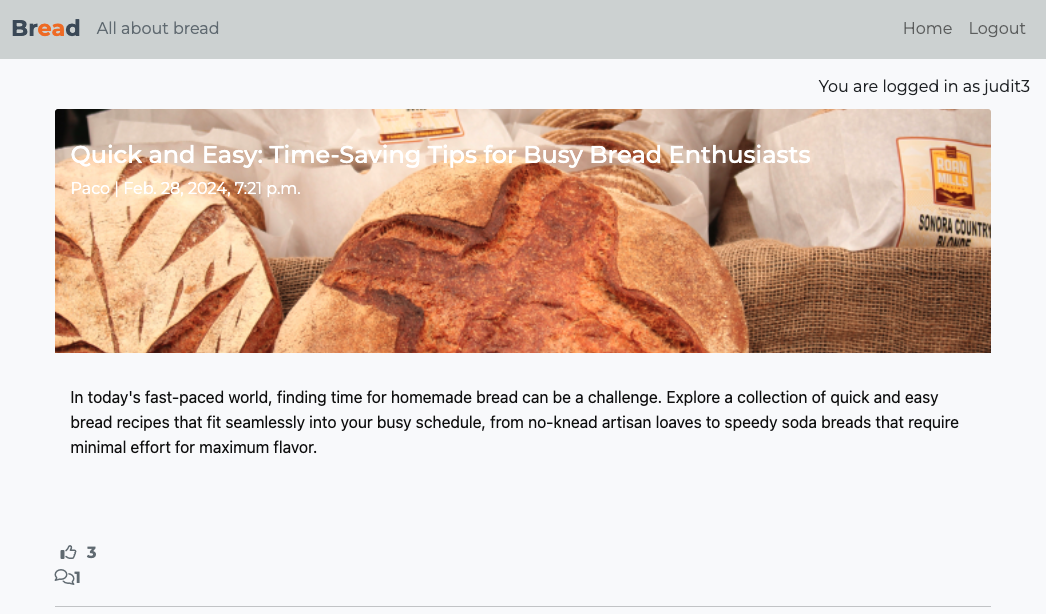 Bread All about bread Home Logout
You are logged in as judit3
Quick and Easy: Time-Saving Tips for Busy Bread Enthusiasts
Paco | Feb. 28, 2024, 7:21 p.m.
ROAN
MILLS
SONORA COUNTRY
BLONDE
In today's fast-paced world, finding time for homemade bread can be a challenge. Explore a collection of quick and easy
bread recipes that fit seamlessly into your busy schedule, from no-knead artisan loaves to speedy soda breads that require
minimal effort for maximum flavor.
3
1